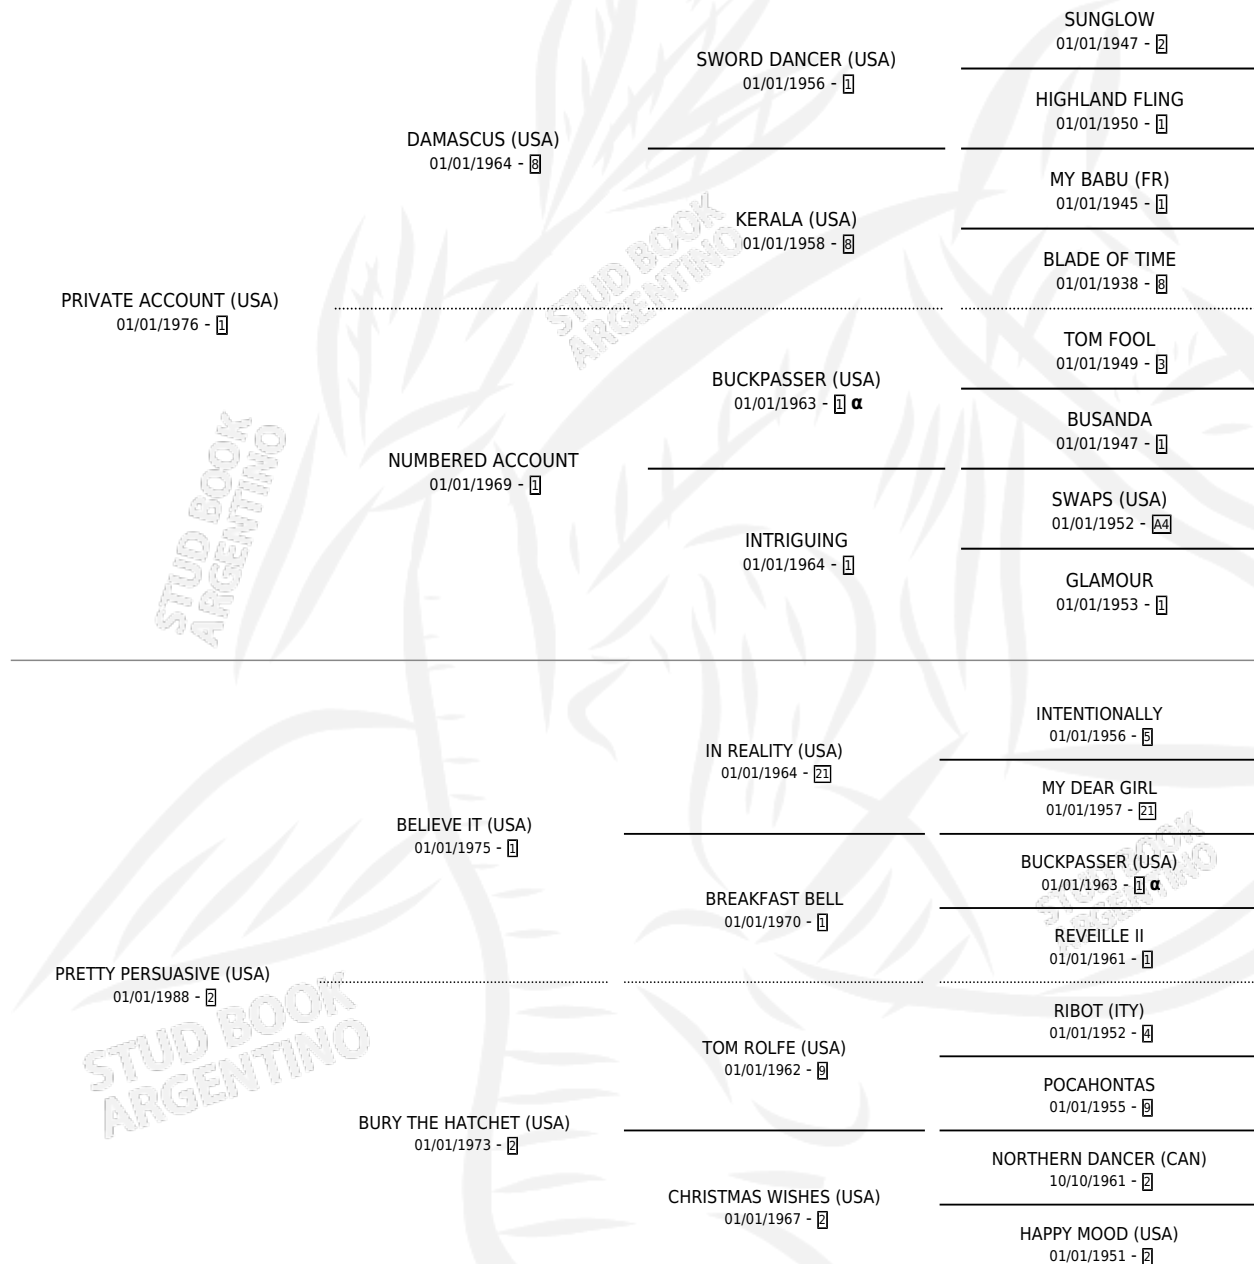 SUNGLOW
01/01/1947 - 2
SWORD DANCER (USA)
01/01/1956 - 1
HIGHLAND FLING
01/01/1950 - 1
DAMASCUS (USA)
01/01/1964 - 8
MY BABU (FR)
01/01/1945 - 1
KERALA (USA)
01/01/1958 - 8
BLADE OF TIME
01/01/1938 - 8
PRIVATE ACCOUNT (USA)
01/01/1976 - 1
TOM FOOL
01/01/1949 - 3
BUCKPASSER (USA)
01/01/1963 - 1 α
BUSANDA
01/01/1947 - 1
NUMBERED ACCOUNT
01/01/1969 - 1
SWAPS (USA)
01/01/1952 - A4
INTRIGUING
01/01/1964 - 1
GLAMOUR
01/01/1953 - 1
INTENTIONALLY
01/01/1956 - 5
IN REALITY (USA)
01/01/1964 - 21
MY DEAR GIRL
01/01/1957 - 21
BELIEVE IT (USA)
01/01/1975 - 1
BUCKPASSER (USA)
01/01/1963 - 1 α
BREAKFAST BELL
01/01/1970 - 1
REVEILLE II
01/01/1961 - 1
PRETTY PERSUASIVE (USA)
01/01/1988 - 2
RIBOT (ITY)
01/01/1952 - 4
TOM ROLFE (USA)
01/01/1962 - 9
POCAHONTAS
01/01/1955 - 9
BURY THE HATCHET (USA)
01/01/1973 - 2
NORTHERN DANCER (CAN)
10/10/1961 - 2
CHRISTMAS WISHES (USA)
01/01/1967 - 2
HAPPY MOOD (USA)
01/01/1951 - 2
STUD BOOK
ARGENTINO
STUD BOOK
ARGENTINO
STUD BOOK
ARGENTINO
STUD BOOK
ARGENTINO